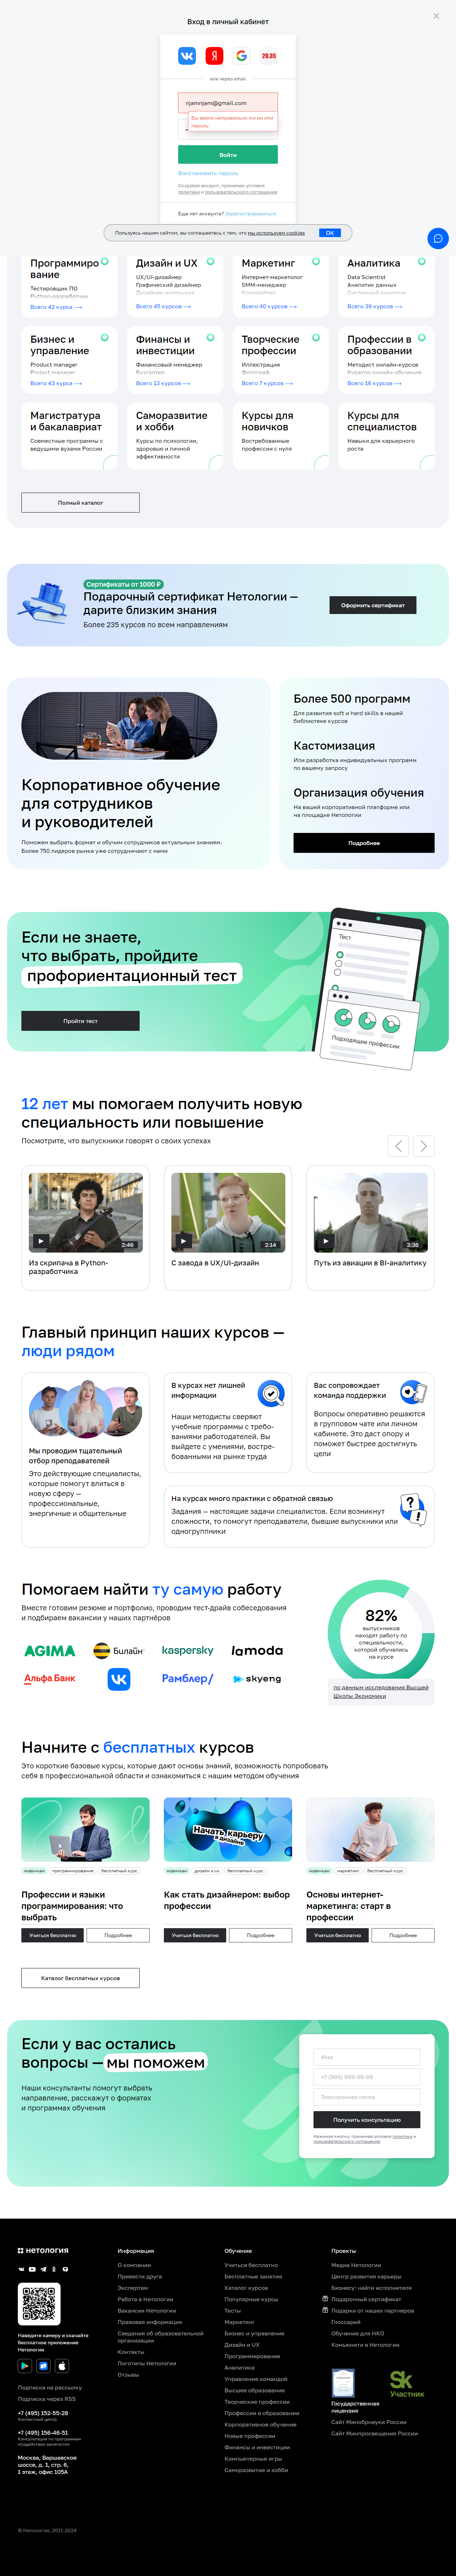 Вход в личный кабинет
20.35
или через email
njamnjam@gmail.com
Вы ввели неправильно логин или
пароль
Войти
Восстановить пароль
Создавая аккаунт, принимаю условия
политики и пользовательского соглашения
Еще нет аккаунта? Зарегистрироваться
Пользуясь нашим сайтом, вы соглашаетесь с тем, что мы используем cookies
OK
Программиро
вание
Тестировщик ПО
Python-разработчик
Всего 42 курса
Дизайн и UX
UX/UI-дизайнер
Графический дизайнер
Всего 45 курсов
Маркетинг
Интернет-маркетолог
SMM-менеджер
Копирайтер
Всего 40 курсов
Аналитика
Data Scientist
Аналитик данных
Системный аналитик
Всего 39 курсов
Бизнес и
управление
Product manager
Project manager
Всего 43 курса
Финансы и
инвестиции
Финансовый менеджер
Бухгалтер
Всего 13 курсов
Творческие
профессии
Иллюстрация
Фотограф
Всего 7 курсов
Профессии в
образовании
Методист онлайн-курсов
Куратор онлайн-обучения
Всего 16 курсов
Магистратура
и бакалавриат
Совместные программы с
ведущими вузами России
Саморазвитие
и хобби
Курсы по психологии,
здоровью и личной
эффективности
Курсы для
новичков
Востребованные
профессии с нуля
Курсы для
специалистов
Навыки для карьерного
роста
Полный каталог
Сертификаты от 1000 ₽
Подарочный сертификат Нетологии —
дарите близким знания
Более 235 курсов по всем направлениям
Оформить сертификат
Корпоративное обучение
для сотрудников
и руководителей
Поможем выбрать формат и обучим сотрудников актуальным знаниям.
Более 750 лидеров рынка уже сотрудничают с нами
Более 500 программ
Для развития soft и hard skills в нашей
библиотеке курсов
Кастомизация
Или разработка индивидуальных программ
по вашему запросу
Организация обучения
На вашей корпоративной платформе или
на площадке Нетологии
Подробнее
Если не знаете,
что выбрать, пройдите
профориентационный тест
Пройти тест
Тест
Подходящие профессии
12 лет мы помогаем получить новую
специальность или повышение
Посмотрите, что выпускники говорят о своих успехах
2:46
Из скрипача в Python-
разработчика
2:14
С завода в UX/UI-дизайн
3:36
Путь из авиации в BI-аналитику
Главный принцип наших курсов —
люди рядом
Мы проводим тщательный
отбор преподавателей
Это действующие специалисты,
которые помогут влиться в
новую сферу —
профессиональные,
энергичные и общительные
В курсах нет лишней
информации
Наши методисты сверяют
учебные программы с требо-
ваниями работодателей. Вы
выйдете с умениями, востре-
бованными на рынке труда
Вас сопровождает
команда поддержки
Вопросы оперативно решаются
в групповом чате или личном
кабинете. Это даст опору и
поможет быстрее достигнуть
цели
На курсах много практики с обратной связью
Задания — настоящие задачи специалистов. Если возникнут
сложности, то помогут преподаватели, бывшие выпускники или
одногруппники
Помогаем найти ту самую работу
Вместе готовим резюме и портфолио, проводим тест-драйв собеседования
и подбираем вакансии у наших партнёров
AGIMA
Билайн
kaspersky
lamoda
Альфа Банк
Рамблер/
skyeng
82%
выпускников
находят работу по
специальности,
которой обучались
на курсе
по данным исследования Высшей
Школы Экономики
Начните с бесплатных курсов
Это короткие базовые курсы, которые дают основы знаний, возможность попробовать
себя в профессиональной области и ознакомиться с нашим методом обучения
новичкам
программирование
бесплатный курс
Профессии и языки
программирования: что
выбрать
Учиться бесплатно
Подробнее
Начать карьеру
в дизайне
новичкам
дизайн и ux
бесплатный курс
Как стать дизайнером: выбор
профессии
Учиться бесплатно
Подробнее
новичкам
маркетинг
бесплатный курс
Основы интернет-
маркетинга: старт в
профессии
Учиться бесплатно
Подробнее
Каталог бесплатных курсов
Если у вас остались
вопросы — мы поможем
Наши консультанты помогут выбрать
направление, расскажут о форматах
и программах обучения
Имя
+7 (999) 999-99-99
Электронная почта
Получить консультацию
Нажимая кнопку, принимаю условия политики и
пользовательского соглашения
нетология
Наведите камеру и скачайте
бесплатное приложение
Нетологии
Подписка на рассылку
Подписка через RSS
+7 (495) 152-55-28
Контактный центр
+7 (495) 156-46-51
Консультация по программам
«Содействие занятости»
Москва, Варшавское
шоссе, д. 1, стр. 6,
1 этаж, офис 105А
© Нетология, 2011-2024
Информация
О компании
Привести друга
Экспертам
Работа в Нетологии
Вакансии Нетологии
Правовая информация
Сведения об образовательной
организации
Контакты
Логотипы Нетологии
Отзывы
Обучение
Учиться бесплатно
Бесплатные занятия
Каталог курсов
Популярные курсы
Тесты
Маркетинг
Бизнес и управление
Дизайн и UX
Программирование
Аналитика
Управление командой
Высшее образование
Творческие профессии
Профессии в образовании
Корпоративное обучение
Новые профессии
Финансы и инвестиции
Компьютерные игры
Саморазвитие и хобби
Проекты
Медиа Нетологии
Центр развития карьеры
Бизнесу: найти исполнителя
Подарочный сертификат
Подарки от наших партнеров
Глоссарий
Обучение для НКО
Комьюнити в Нетологии
Государственная
лицензия
Sk
Участник
Сайт Минобрнауки России
Сайт Минпросвещения России